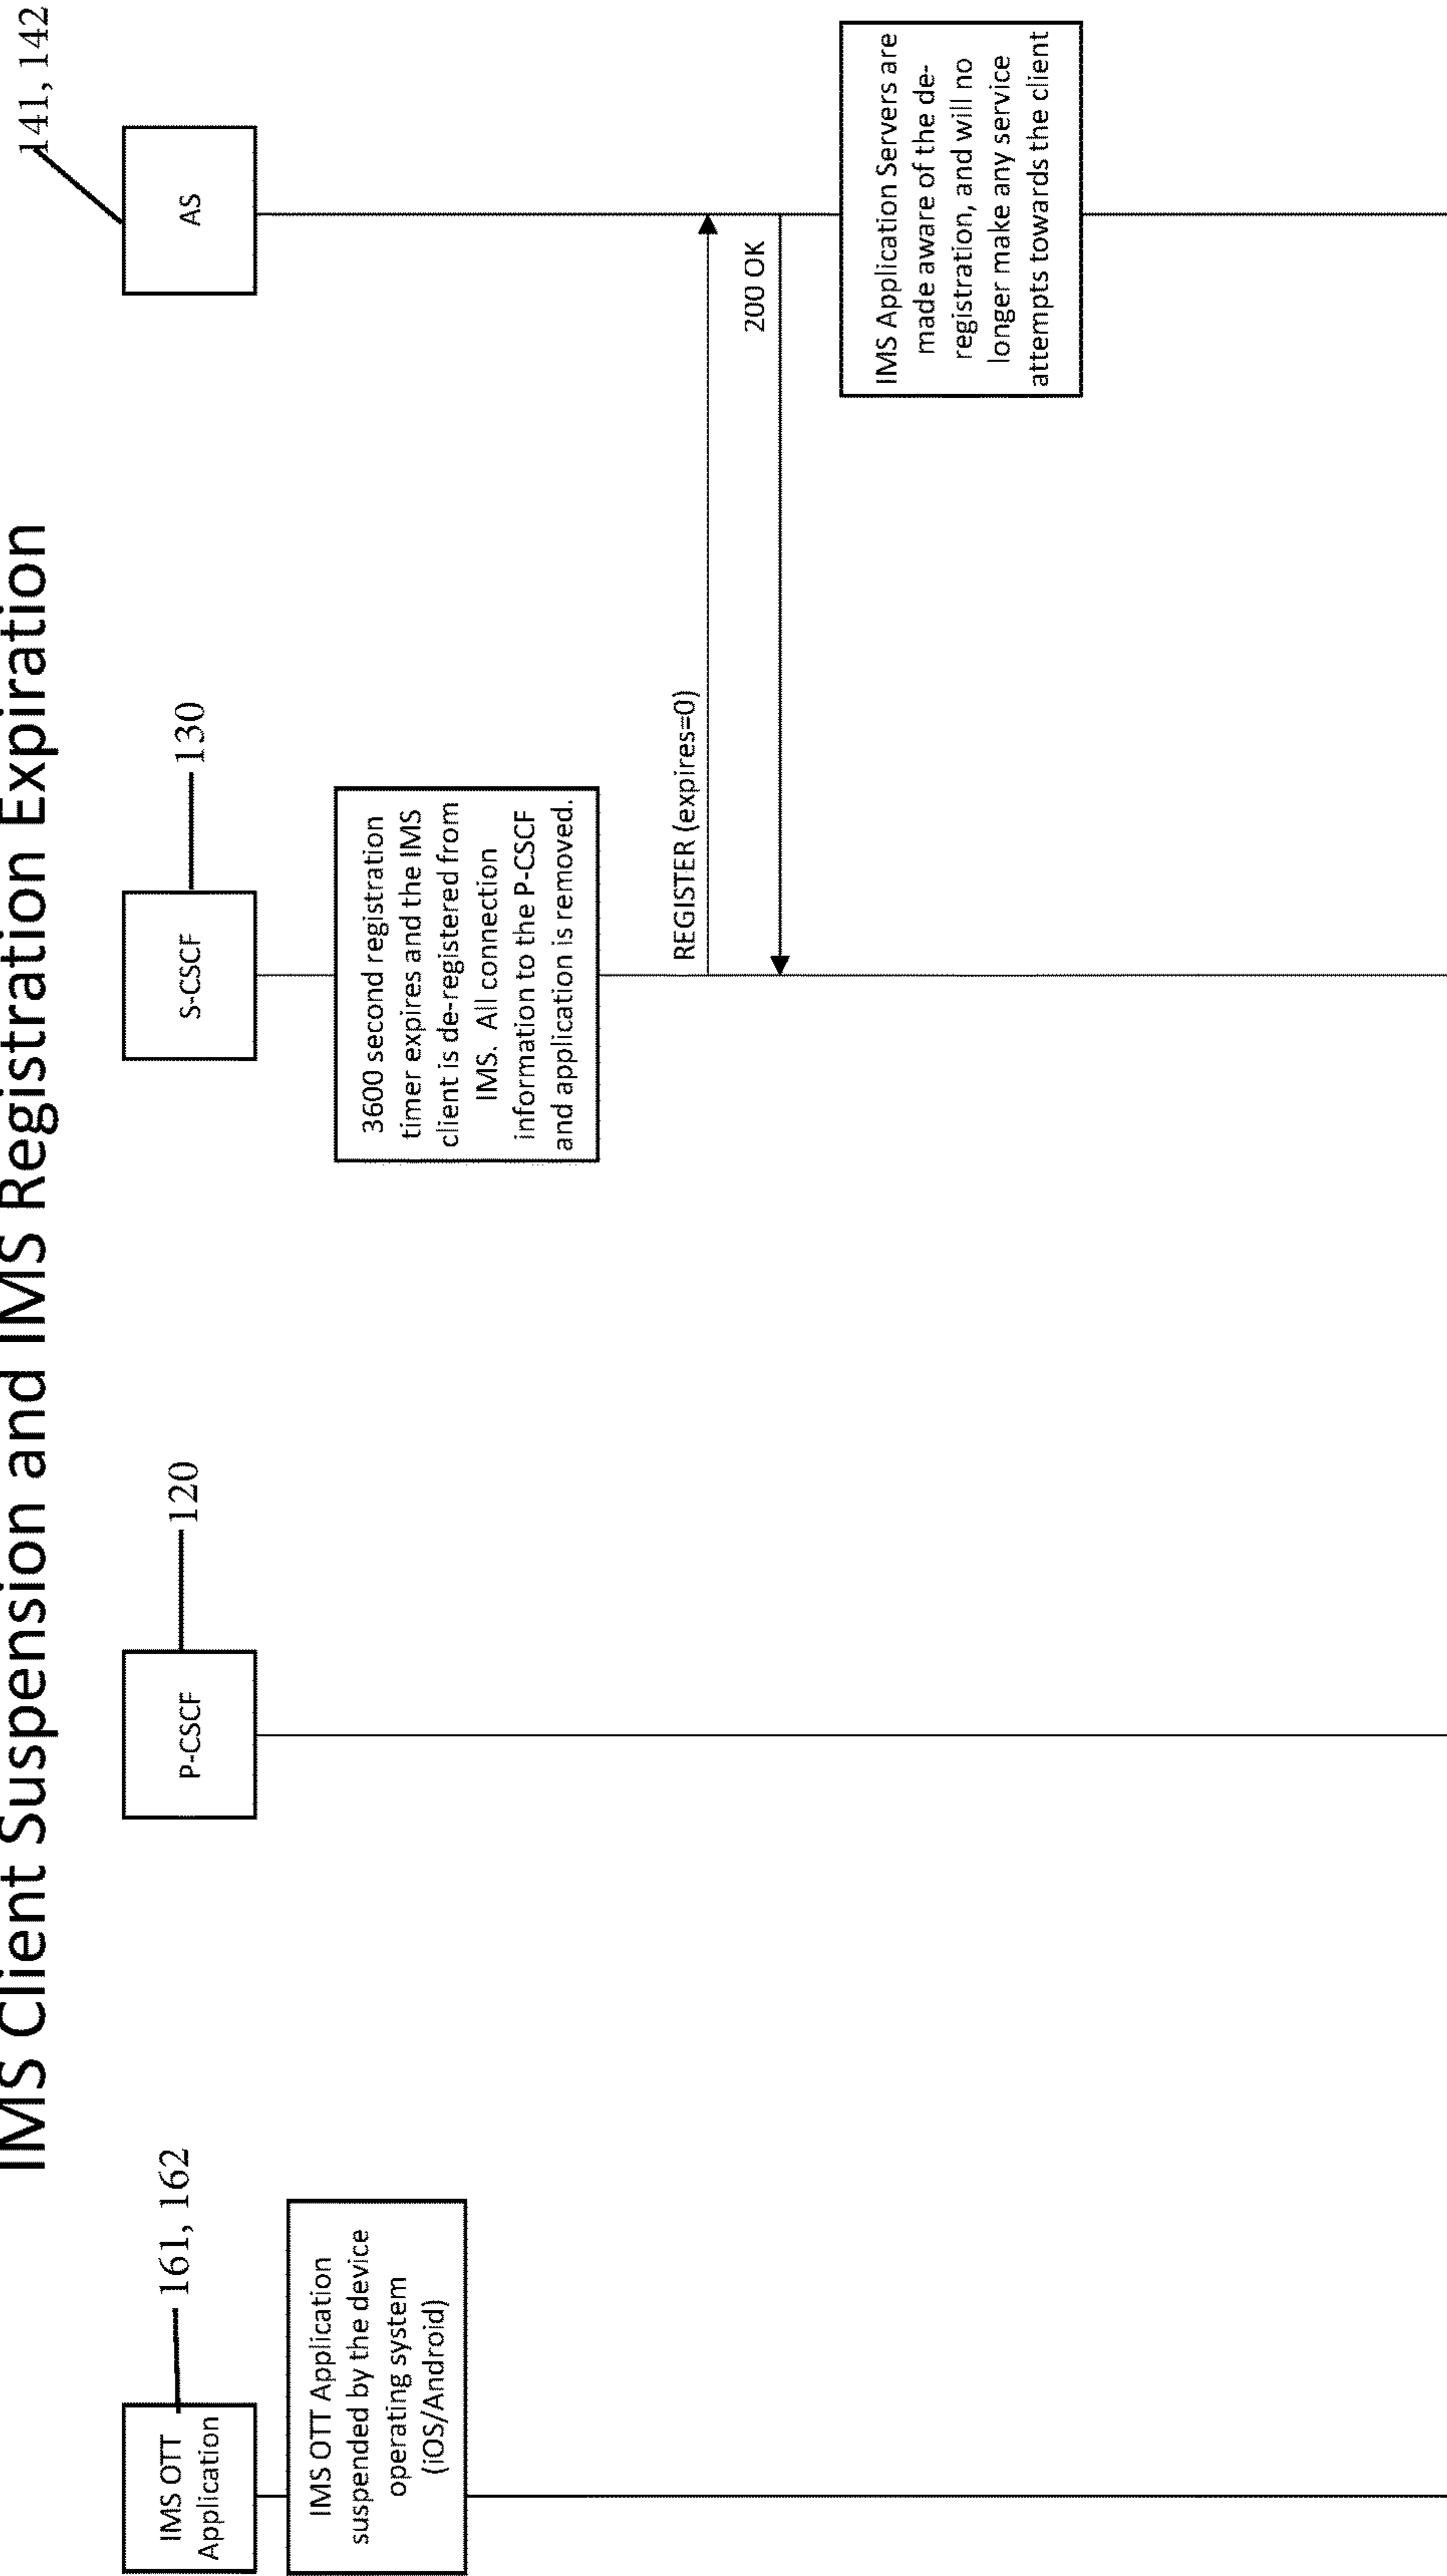 IMS Client Suspension and IMS Registration Expiration
IMS OTT
Application
161, 162
P-CSCF
120
S-CSCF
130
AS
141, 142
IMS OTT Application
suspended by the device
operating system
(iOS/Android)
3600 second registration
timer expires and the IMS
client is de-registered from
IMS. All connection
information to the P-CSCF
and application is removed.
REGISTER (expires=0)
200 OK
IMS Application Servers are
made aware of the de-
registration, and will no
longer make any service
attempts towards the client